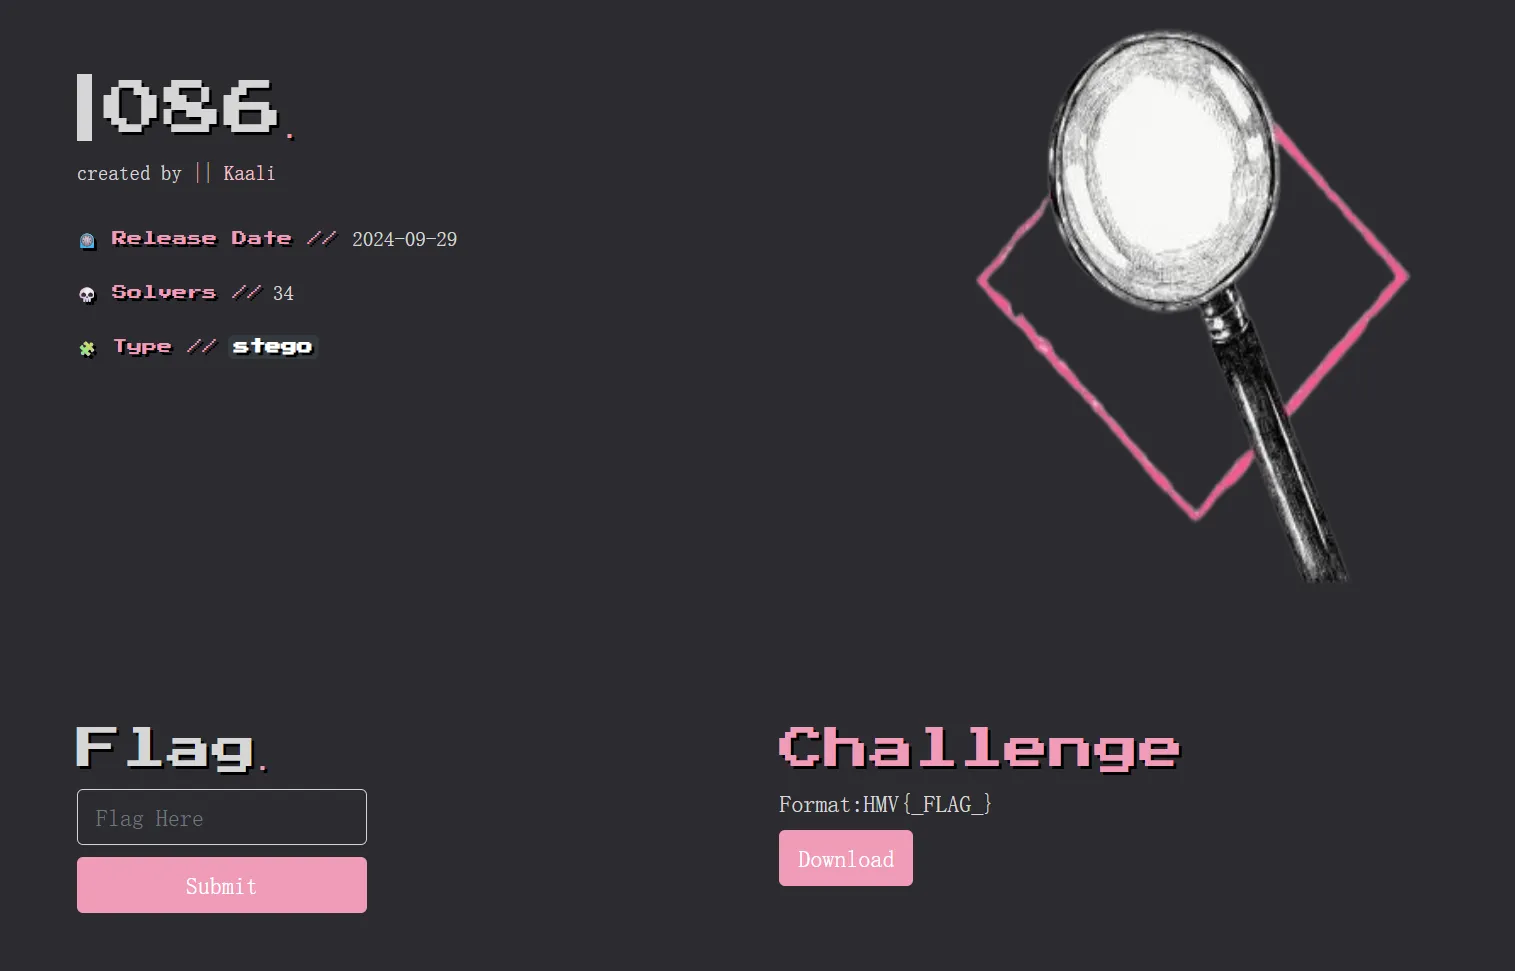 086.
created by || Kaali
Release Date // 2024-09-29
Solvers // 34
Type // stego
Flag.
Flag Here
Submit
Challenge
Format:HMV{_FLAG_}
Download